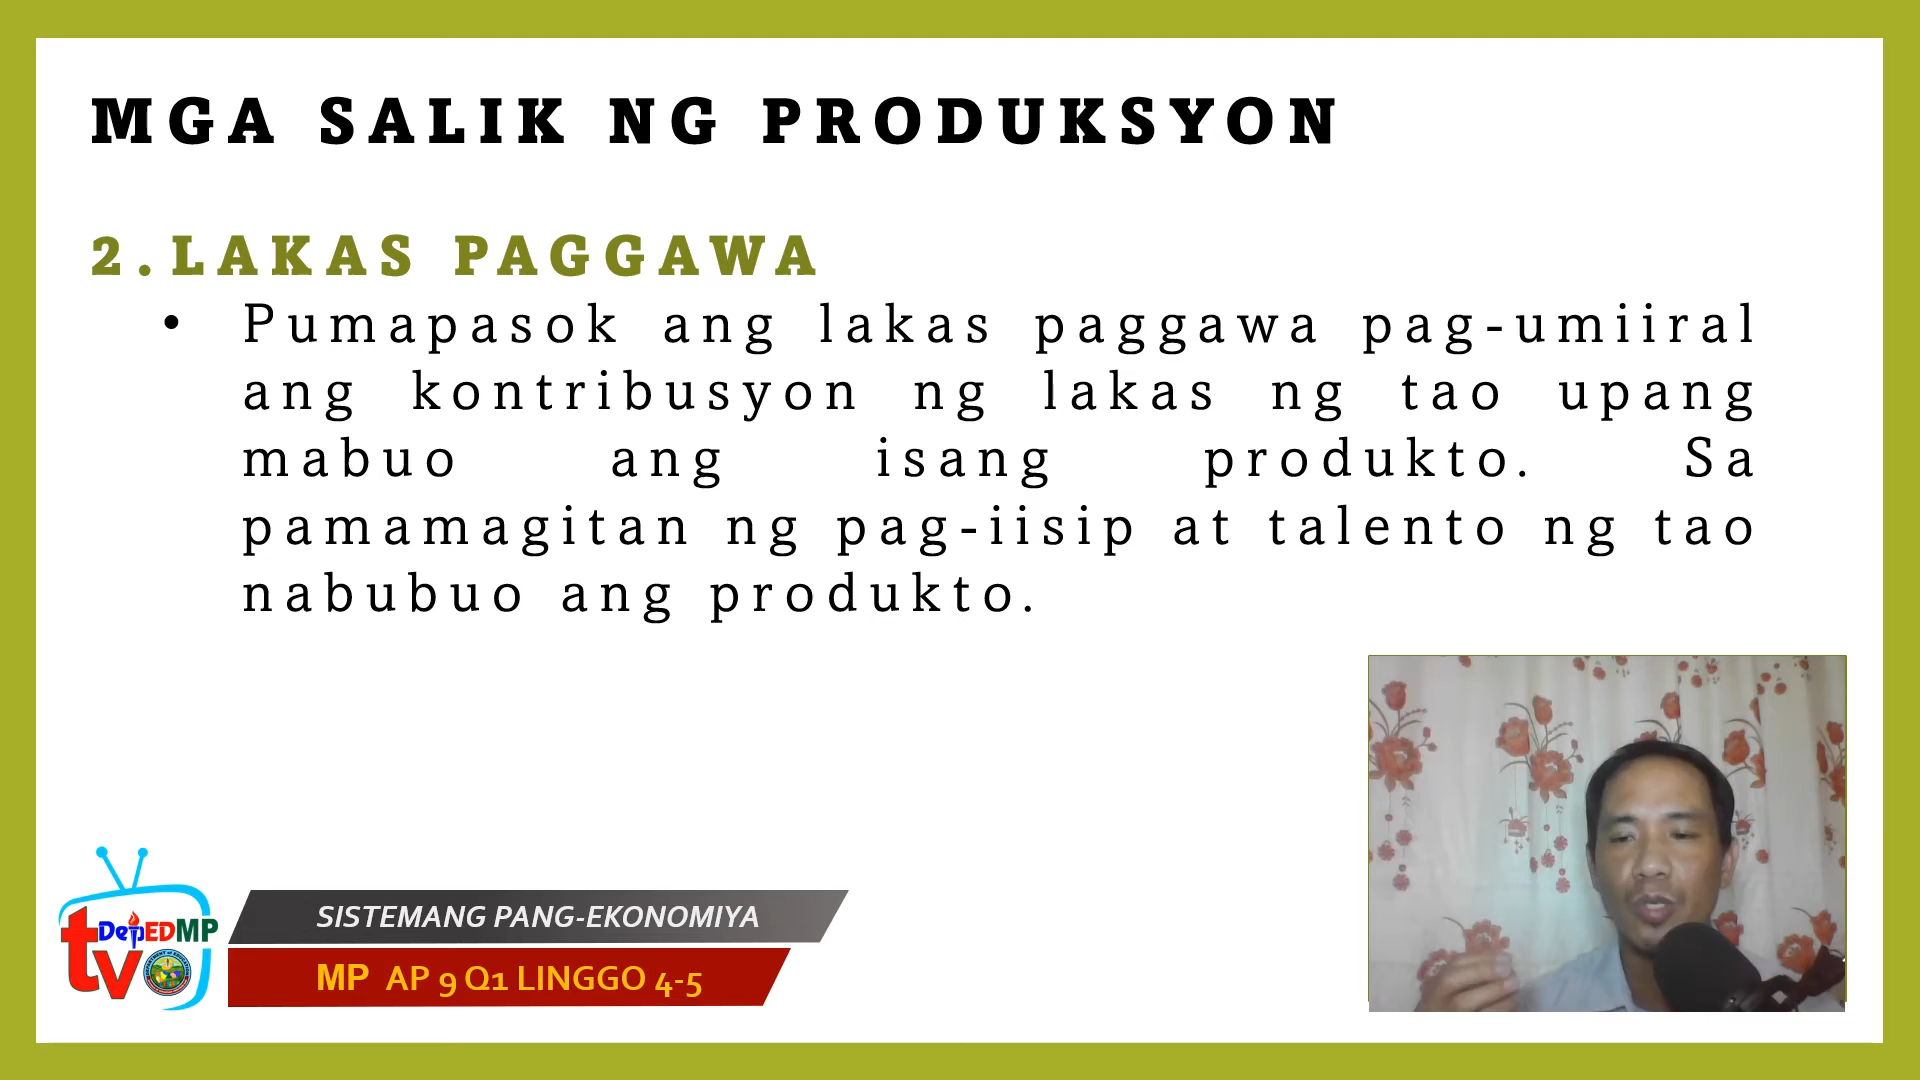 MGA SALIK NG PRODUKSYON
2.LAKAS PAGGAWA
• Pumapasok ang lakas paggawa pag-umiiral
ang kontribusyon ng lakas ng tao upang
mabuo ang isang produkto. Sa
pamamagitan ng pag-iisip at talento ng tao
nabubuo ang produkto.
tv DepEDMP
SISTEMANG PANG-EKONOMIYA
MP AP 9 Q1 LINGGO 4-5